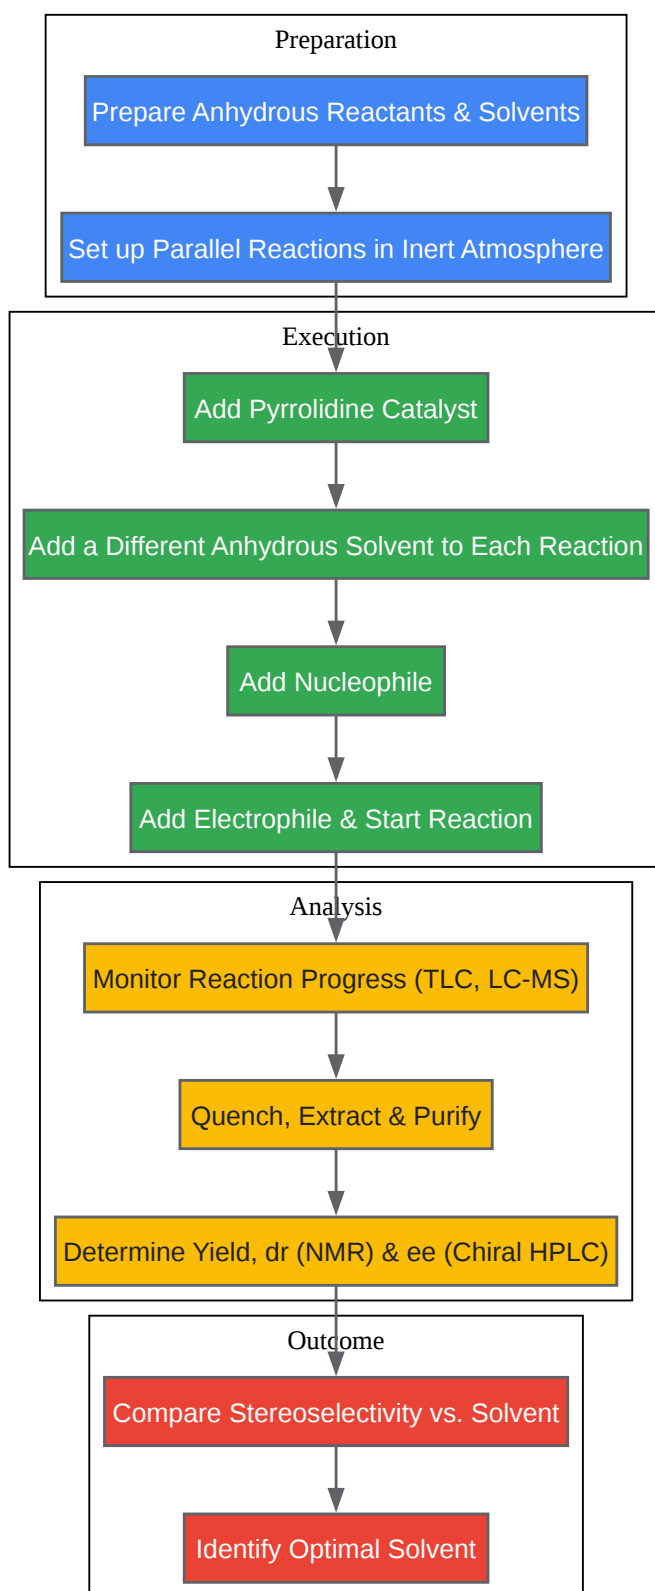 Preparation
Prepare Anhydrous Reactants & Solvents
Set up Parallel Reactions in Inert Atmosphere
Execution
Add Pyrrolidine Catalyst
Add a Different Anhydrous Solvent to Each Reaction
Add Nucleophile
Add Electrophile & Start Reaction
Analysis
Monitor Reaction Progress (TLC, LC-MS)
Quench, Extract & Purify
Determine Yield, dr (NMR) & ee (Chiral HPLC)
Outcome
Compare Stereoselectivity vs. Solvent
Identify Optimal Solvent